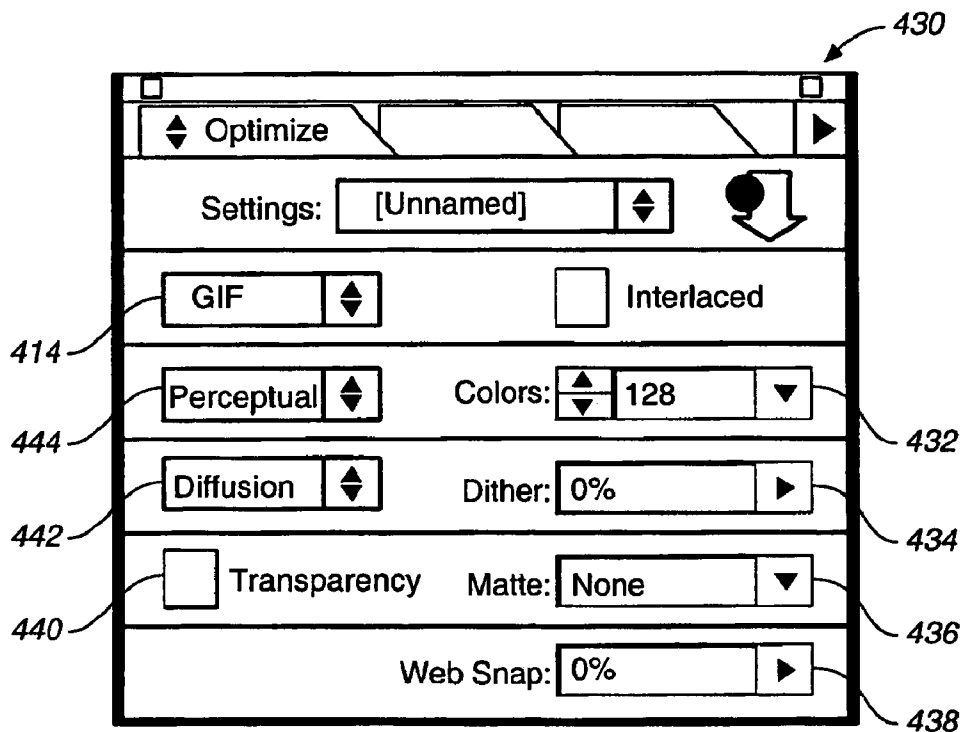 430
Optimize
Settings: [Unnamed]
GIF Interlaced
414
Perceptual Colors: 128
444 432
Diffusion Dither: 0%
442 434
Transparency Matte: None
440 436
Web Snap: 0%
438